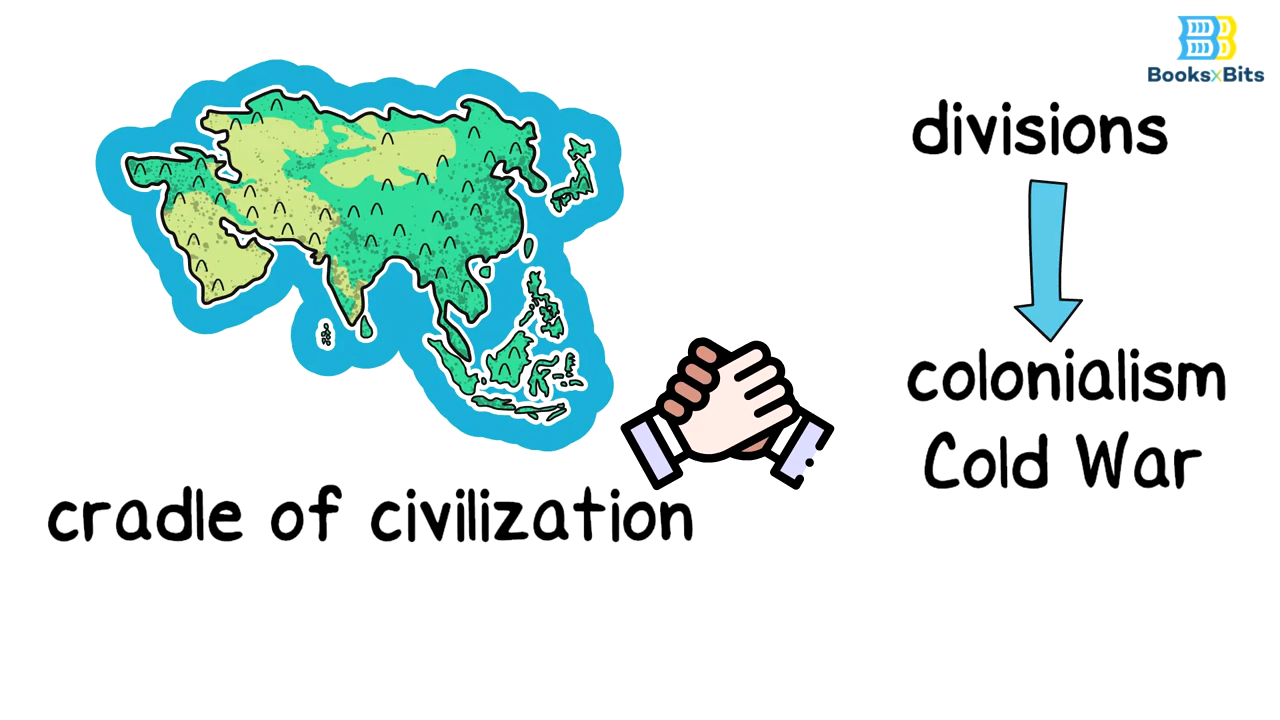 BooksxBits
divisions
colonialism
Cold War
cradle of civilization